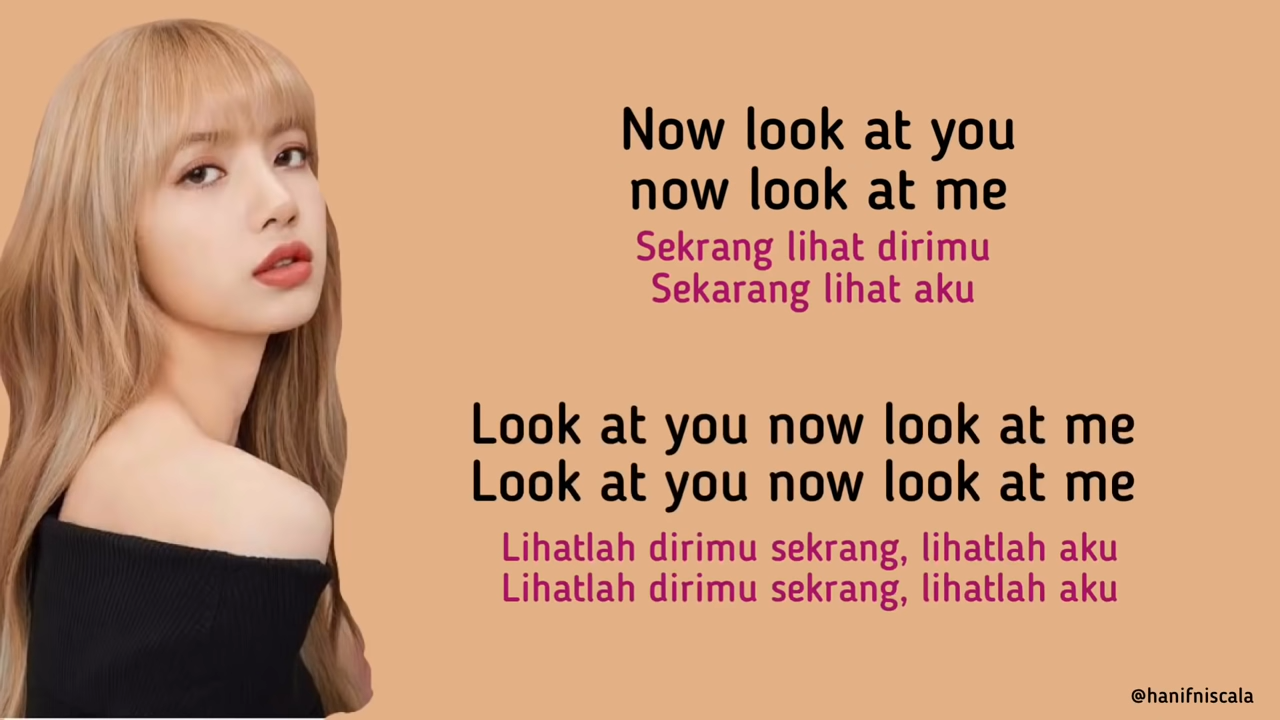 Now look at you
now look at me
Sekrang lihat dirimu
Sekarang lihat aku
Look at you now look at me
Look at you now look at me
Lihatlah dirimu sekrang, lihatlah aku
Lihatlah dirimu sekrang, lihatlah aku
@hanifniscala